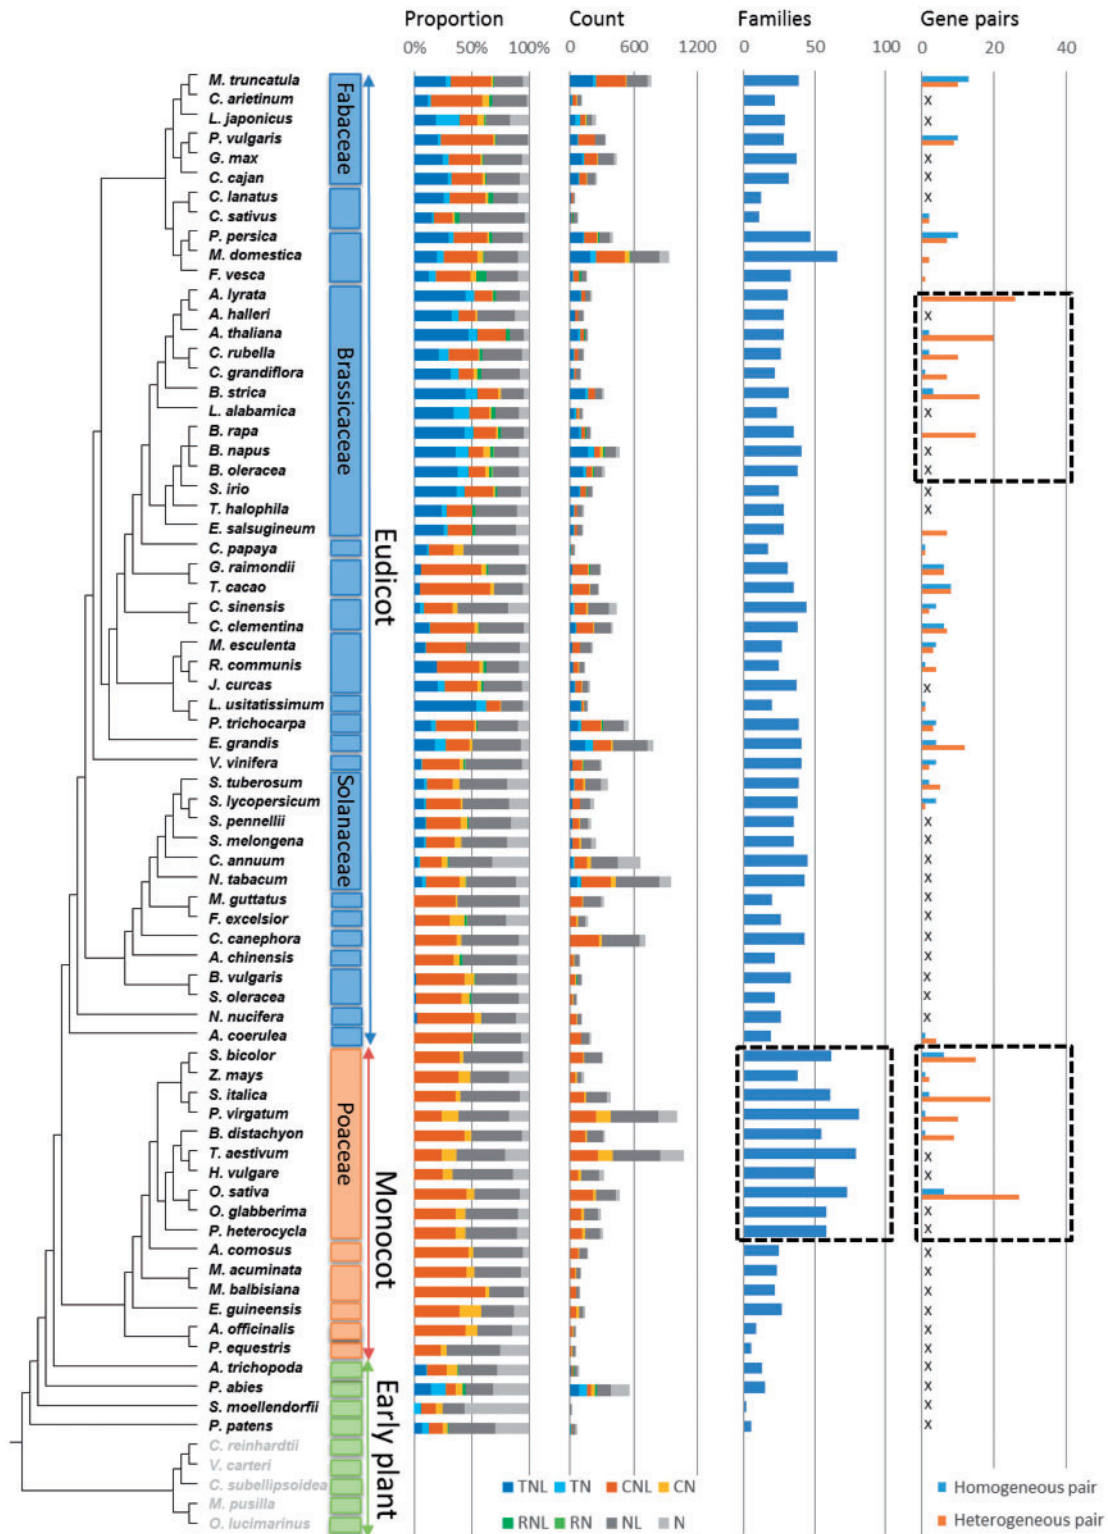 Proportion Count Families Gene pairs
0% 50% 100% 0 600 1200 0 50 100 0 20 40
M. truncatula
C. arietinum x
L. japonicus x
P. vulgaris
G. max x
C. cajan x
C. lanatus x
C. sativus
P. persica
M. domestica
F. vesca
A. lyrata
A. halleri x
A. thaliana
C. rubella
C. grandiflora
B. strica
L. alabamica x
B. rapa
B. napus x
B. oleracea x
S. irio x
T. halophila x
E. salsugineum
C. papaya
G. raimondii
T. cacao
C. sinensis
C. clementina
M. esculenta
R. communis
J. curcas x
L. usitatissimum
P. trichocarpa
E. grandis
V. vinifera
S. tuberosum
S. lycopersicum
S. pennellii x
S. melongena x
C. annuum x
N. tabacum x
M. guttatus x
F. excelsior x
C. canephora x
A. chinensis x
B. vulgaris x
S. oleracea x
N. nucifera x
A. coerulea
S. bicolor
Z. mays
S. italica
P. virgatum
B. distachyon
T. aestivum x
H. vulgare x
O. sativa
O. glabberima x
P. heterocycla x
A. comosus x
M. acuminata x
M. balbisiana x
E. guineensis x
A. officinalis x
P. equestris x
A. trichopoda x
P. abies x
S. moellendorfii x
P. patens x
C. reinhardtii
V. carteri
C. subellipsoidea
M. pusilla
O. lucimarinus
Fabaceae
Brassicaceae
Solanaceae
Poaceae
Eudicot
Monocot
Early plant
TNL TN CNL CN
RNL RN NL N
Homogeneous pair
Heterogeneous pair